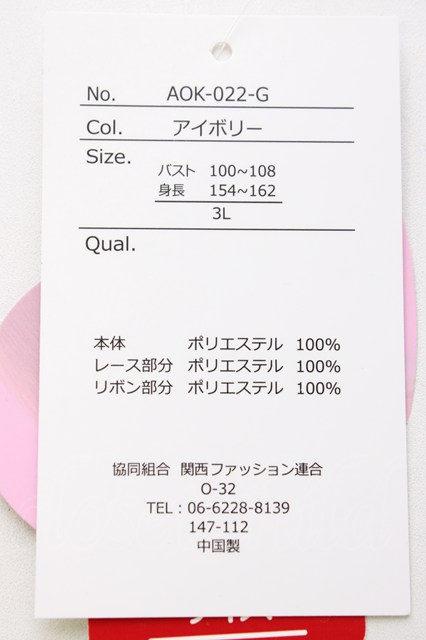 No. AOK-022-G
Col. アイボリー
Size.
バスト 100~108
身長 154~162
3L
Qual.
本体 ポリエステル 100%
レース部分 ポリエステル 100%
リボン部分 ポリエステル 100%
協同組合 関西ファッション連合
O-32
TEL：06-6228-8139
147-112
中国製